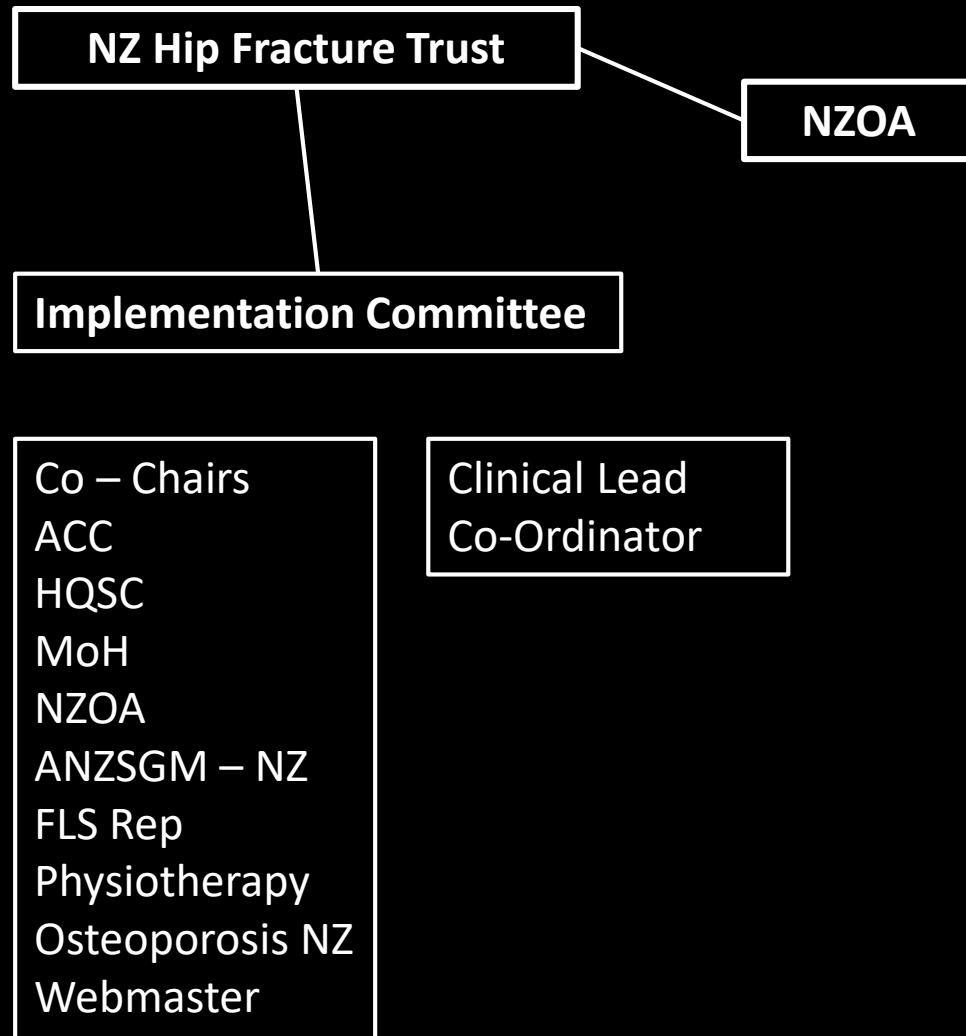 NZ Hip Fracture Trust
NZOA
Implementation Committee
Co – Chairs
ACC
HQSC
MoH
NZOA
ANZSGM – NZ
FLS Rep
Physiotherapy
Osteoporosis NZ
Webmaster
Clinical Lead
Co-Ordinator